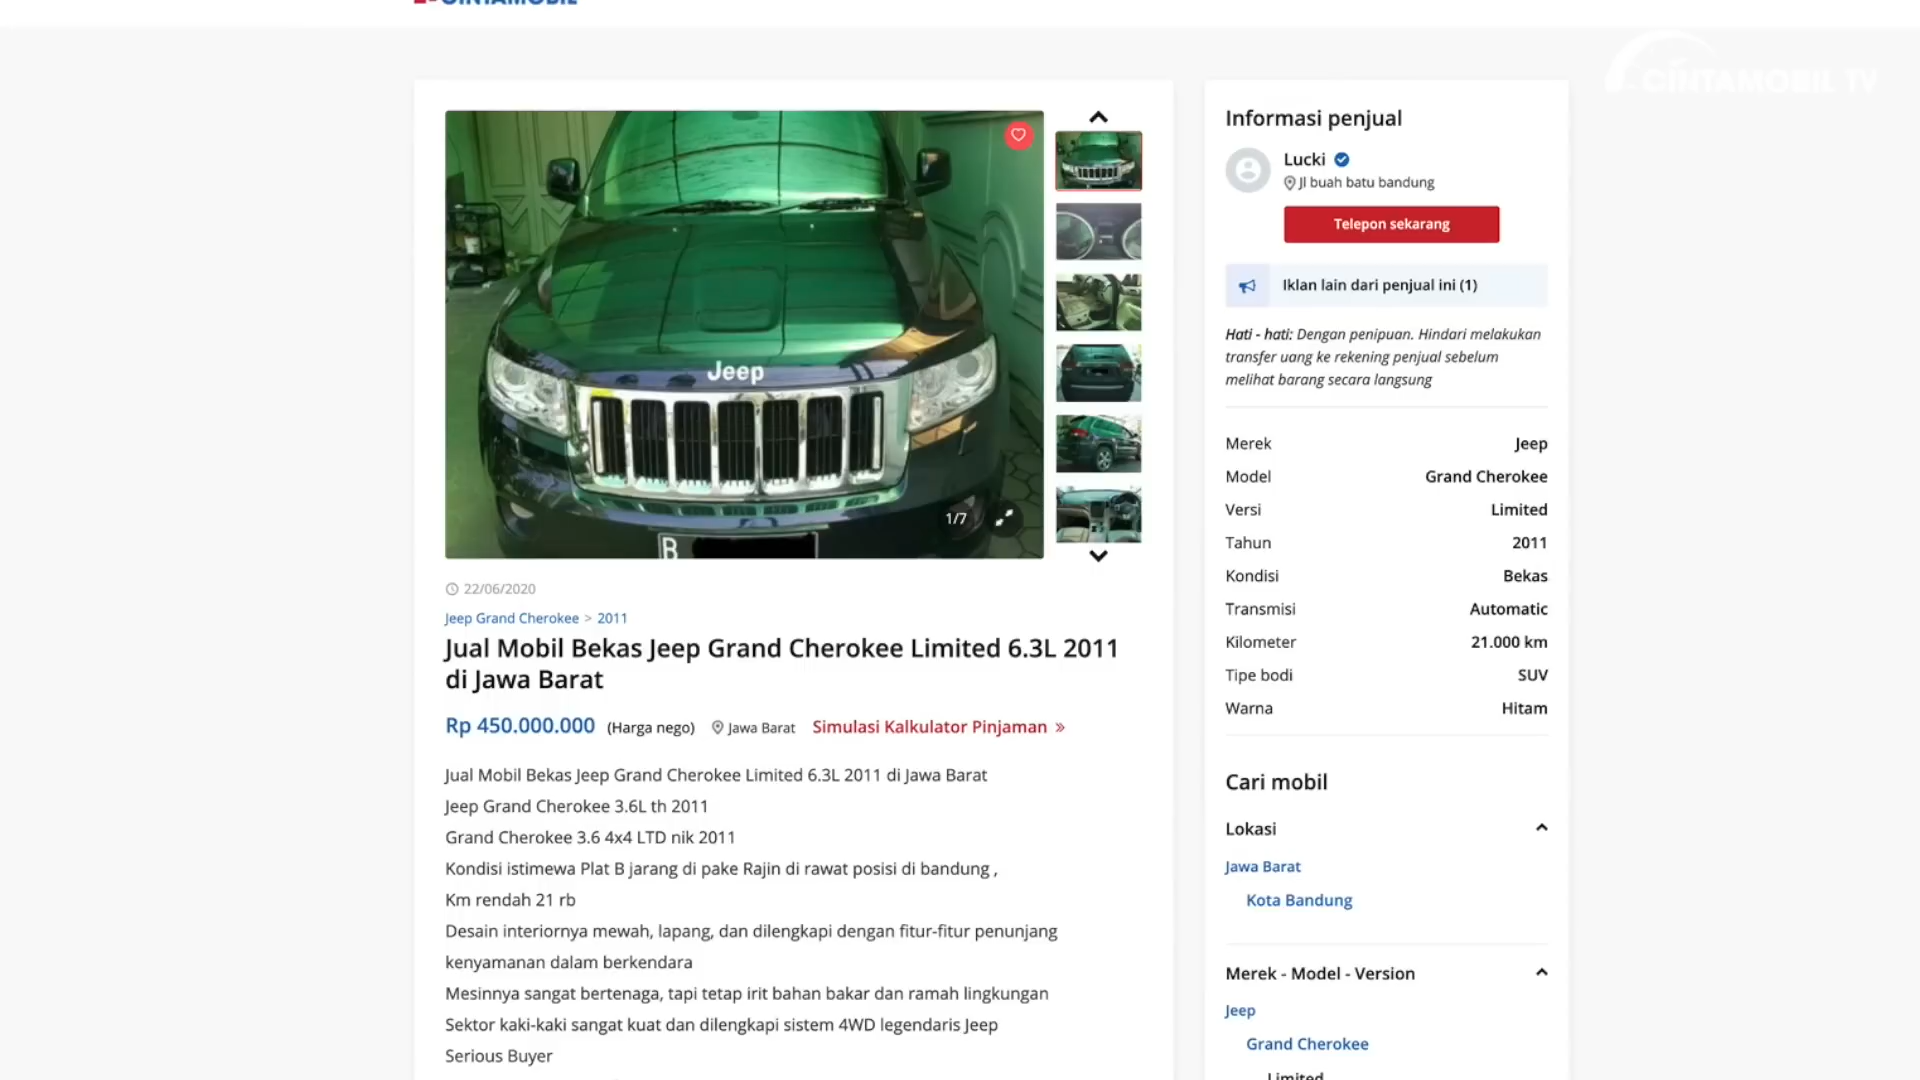 CINTAMOBIL
CINTAMOBIL TV
Jeep
B
1/7
22/06/2020
Jeep Grand Cherokee > 2011
Jual Mobil Bekas Jeep Grand Cherokee Limited 6.3L 2011
di Jawa Barat
Rp 450.000.000 (Harga nego) Jawa Barat Simulasi Kalkulator Pinjaman »
Jual Mobil Bekas Jeep Grand Cherokee Limited 6.3L 2011 di Jawa Barat
Jeep Grand Cherokee 3.6L th 2011
Grand Cherokee 3.6 4x4 LTD nik 2011
Kondisi istimewa Plat B jarang di pake Rajin di rawat posisi di bandung ,
Km rendah 21 rb
Desain interiornya mewah, lapang, dan dilengkapi dengan fitur-fitur penunjang
kenyamanan dalam berkendara
Mesinnya sangat bertenaga, tapi tetap irit bahan bakar dan ramah lingkungan
Sektor kaki-kaki sangat kuat dan dilengkapi sistem 4WD legendaris Jeep
Serious Buyer
Informasi penjual
Lucki
Jl buah batu bandung
Telepon sekarang
Iklan lain dari penjual ini (1)
Hati - hati: Dengan penipuan. Hindari melakukan
transfer uang ke rekening penjual sebelum
melihat barang secara langsung
Merek Jeep
Model Grand Cherokee
Versi Limited
Tahun 2011
Kondisi Bekas
Transmisi Automatic
Kilometer 21.000 km
Tipe bodi SUV
Warna Hitam
Cari mobil
Lokasi
Jawa Barat
Kota Bandung
Merek - Model - Version
Jeep
Grand Cherokee
Limited